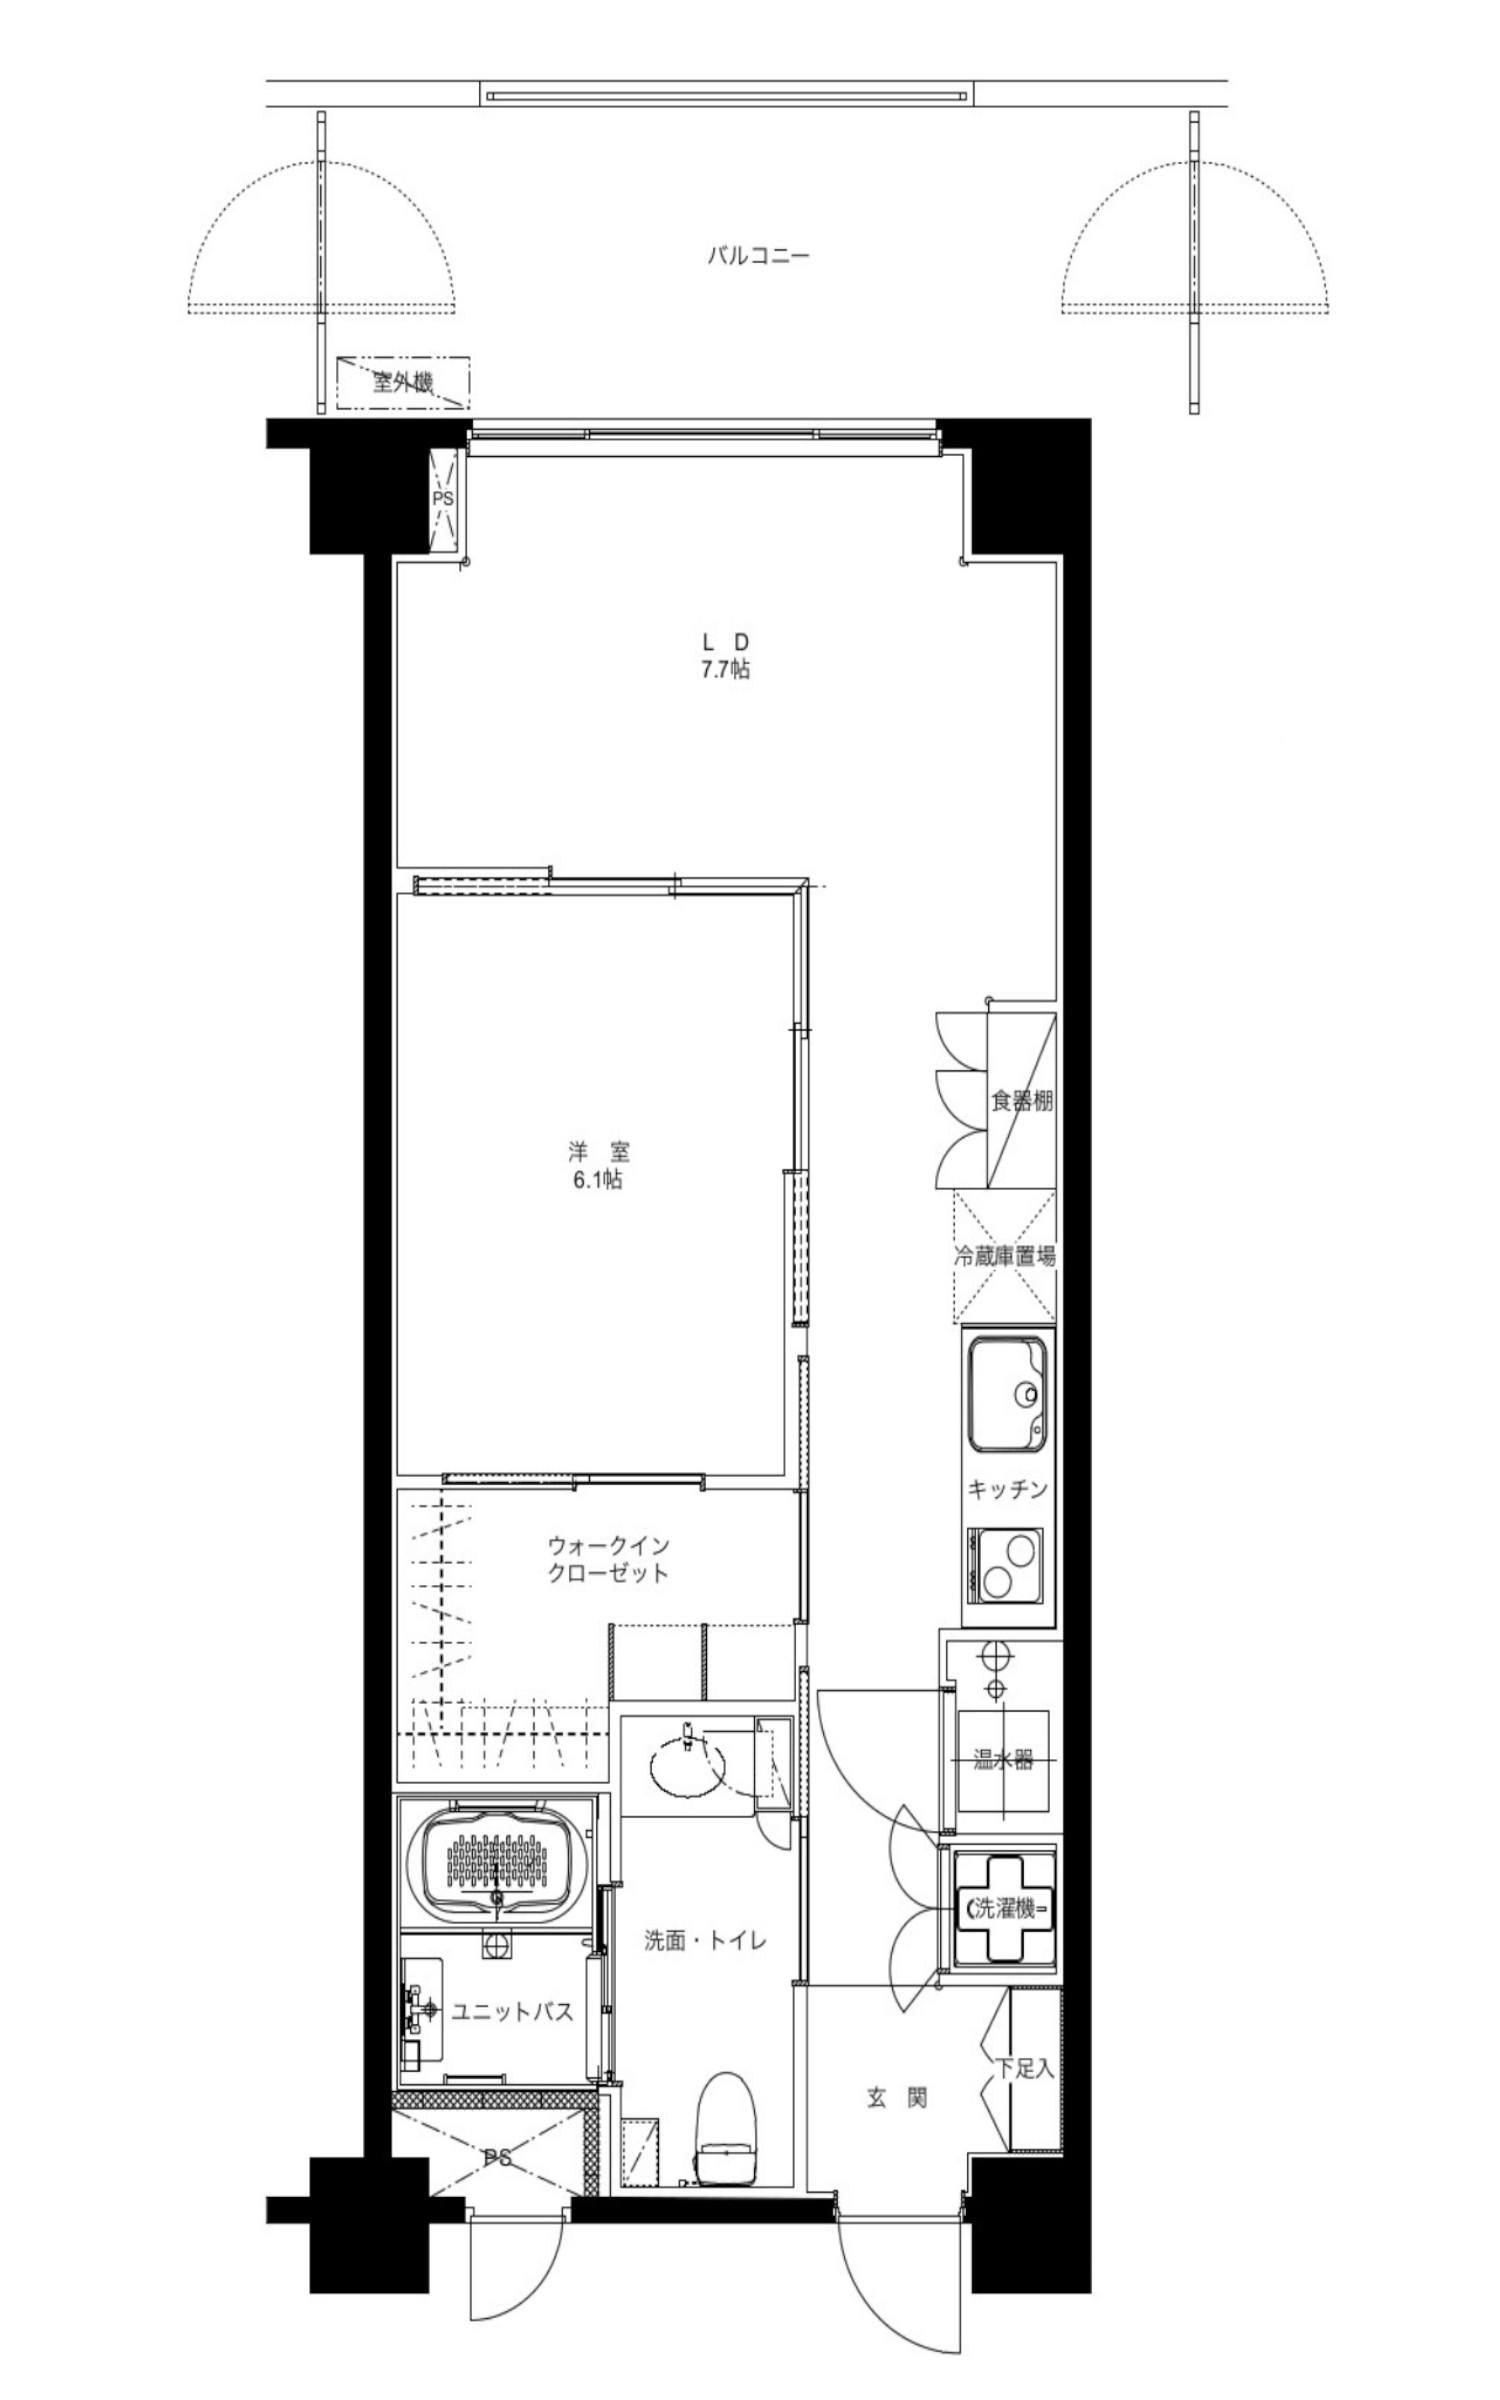 バルコニー
室外機
PS
L D
7.7帖
洋 室
6.1帖
食器棚
冷蔵庫置場
キッチン
ウォークイン
クローゼット
温水器
洗濯機
洗面・トイレ
ユニットバス
下足入
玄 関
PS